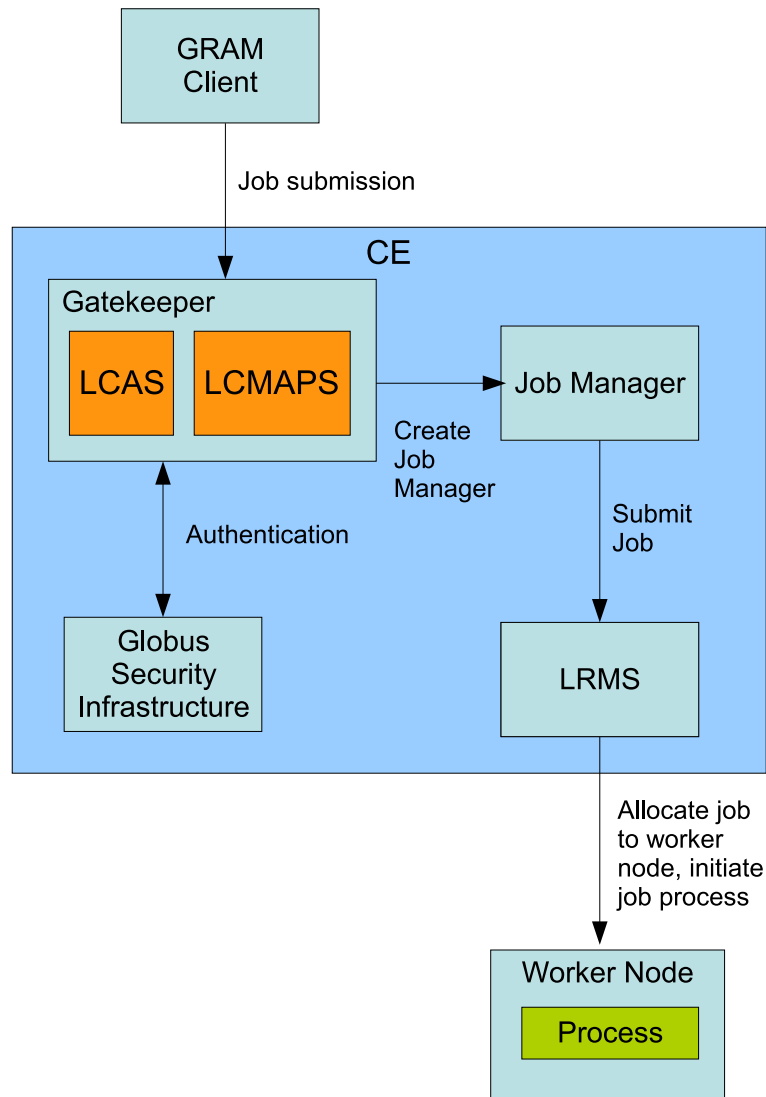 GRAM
Client
Job submission
CE
Gatekeeper
LCAS
LCMAPS
Job Manager
Create
Job
Manager
Authentication
Submit
Job
Globus
Security
Infrastructure
LRMS
Allocate job
to worker
node, initiate
job process
Worker Node
Process